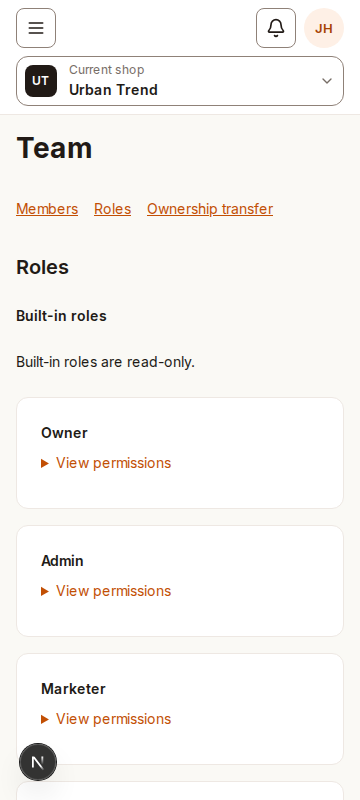 JH
UT
Current shop
Urban Trend
Team
Members Roles Ownership transfer
Roles
Built-in roles
Built-in roles are read-only.
Owner
View permissions
Admin
View permissions
Marketer
View permissions
N